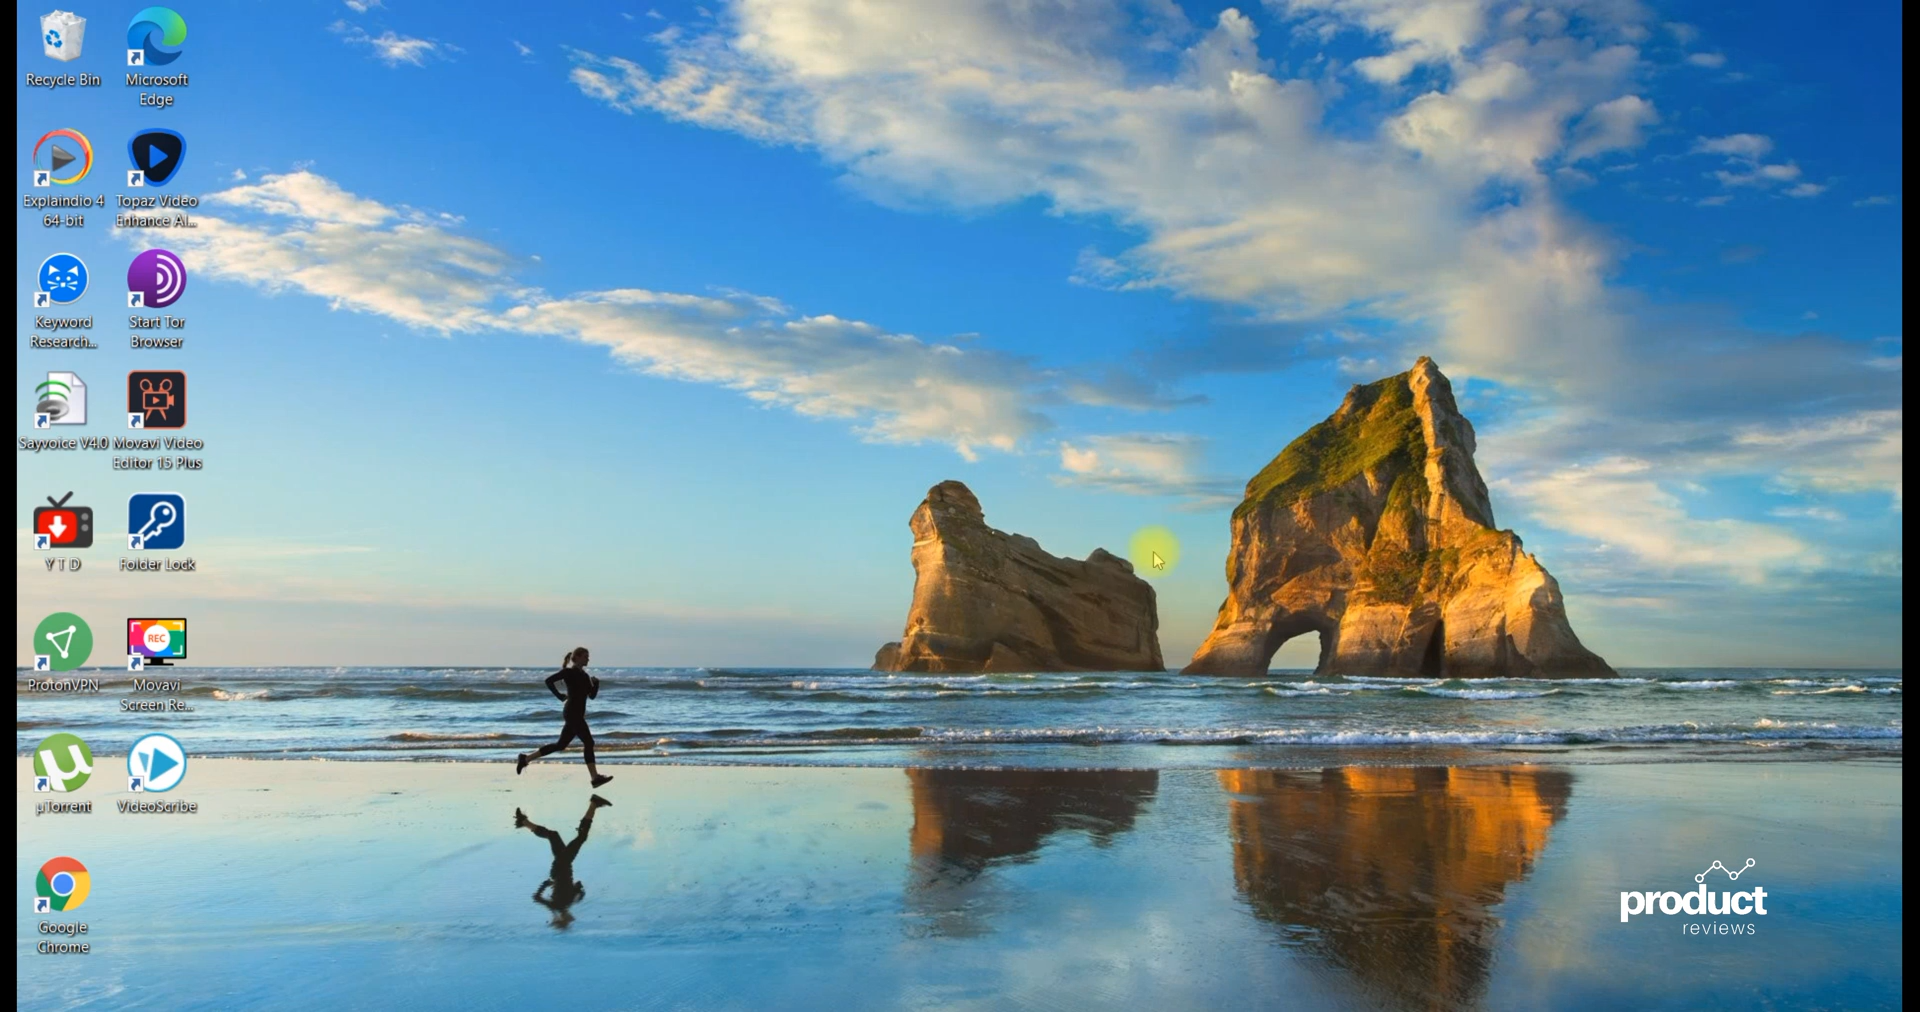 Recycle Bin
Microsoft
Edge
Explaindio 4
64-bit
Topaz Video
Enhance AI...
Keyword
Research...
Start Tor
Browser
Sayvoice V4.0
Movavi Video
Editor 15 Plus
Y T D
Folder Lock
ProtonVPN
REC
Movavi
Screen Re...
µ
µTorrent
VideoScribe
Google
Chrome
product
reviews